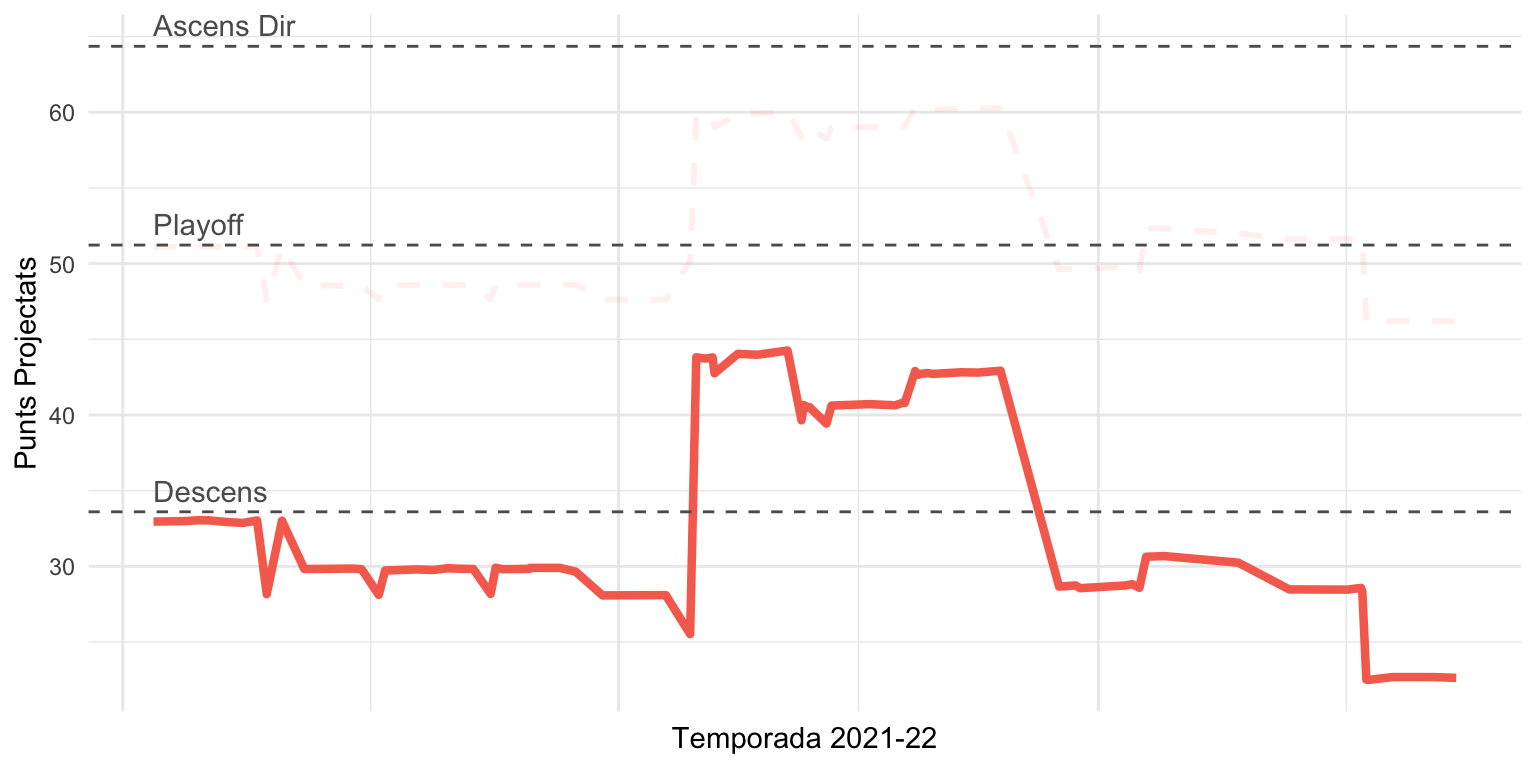 Ascens Dir
60
Playoff
50
Punts Projectats
40
Descens
30
Temporada 2021-22